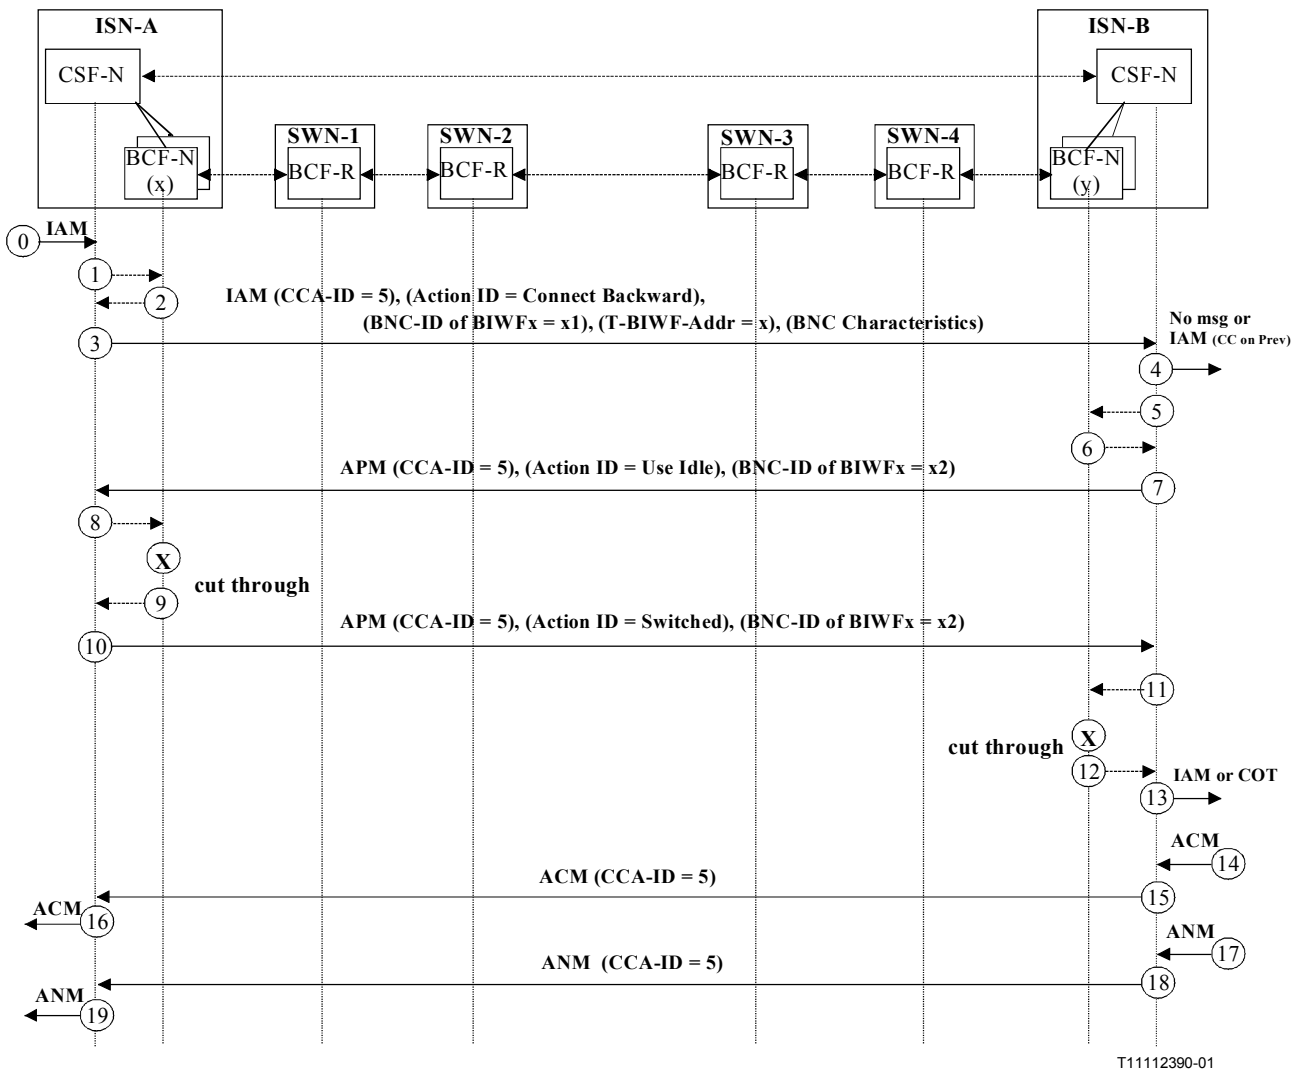 ISN-A
ISN-B
CSF-N
CSF-N
SWN-1
SWN-2
SWN-3
SWN-4
BCF-N
(x)
BCF-R
BCF-R
BCF-R
BCF-R
BCF-N
(y)
0
IAM
1
2
IAM (CCA-ID = 5), (Action ID = Connect Backward),
(BNC-ID of BIWFx = x1), (T-BIWF-Addr = x), (BNC Characteristics)
3
No msg or
IAM (CC on Prev)
4
5
6
APM (CCA-ID = 5), (Action ID = Use Idle), (BNC-ID of BIWFx = x2)
7
8
X
cut through
9
APM (CCA-ID = 5), (Action ID = Switched), (BNC-ID of BIWFx = x2)
10
11
cut through
X
12
IAM or COT
13
ACM
14
ACM (CCA-ID = 5)
15
ACM
16
ANM
17
ANM (CCA-ID = 5)
18
ANM
19
T11112390-01